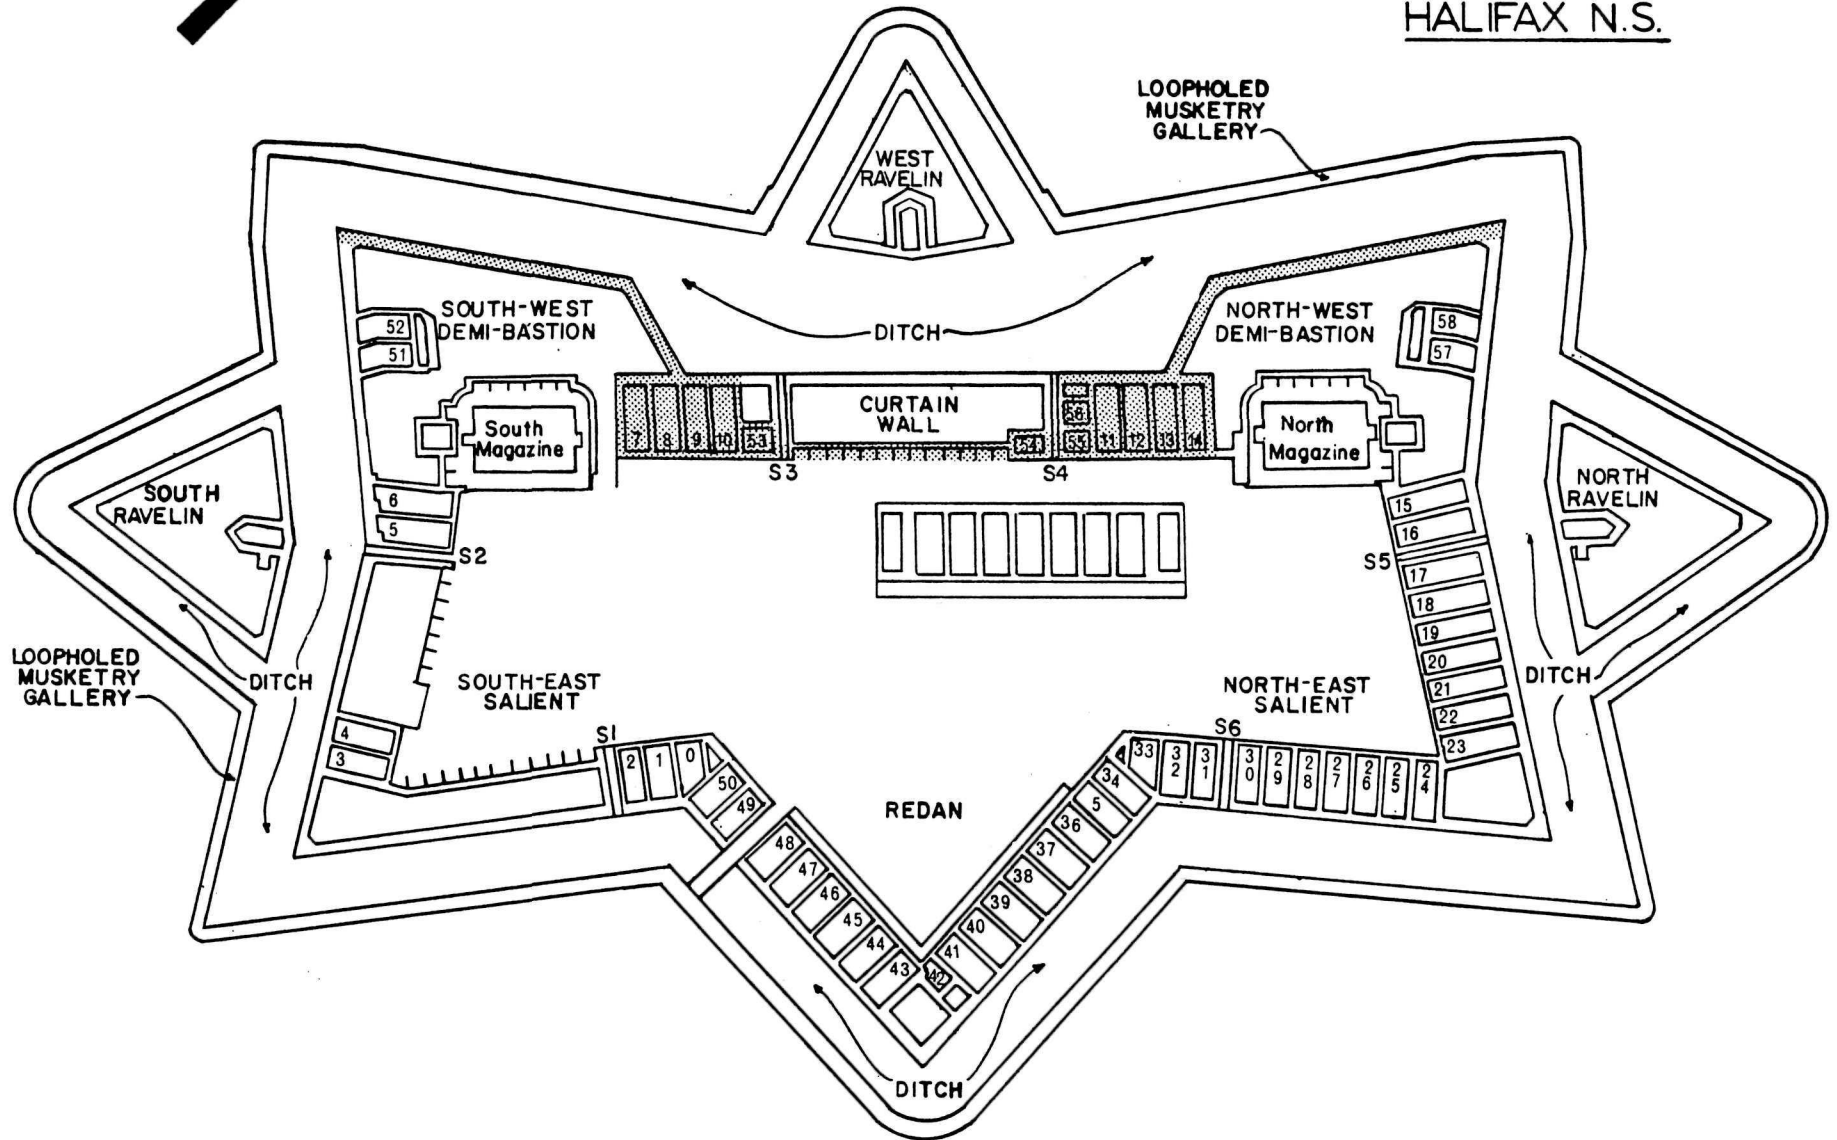 HALIFAX N.S.
LOOPHOLED
MUSKETRY
GALLERY
WEST
RAVELIN
SOUTH-WEST
DEMI-BASTION
NORTH-WEST
DEMI-BASTION
DITCH
52
51
58
57
CURTAIN
WALL
South
Magazine
North
Magazine
7 8 9 10 53
54
56
55
11 12 13 14
S3
S4
SOUTH
RAVELIN
NORTH
RAVELIN
6
5
S2
15
16
S5
17
18
19
20
21
22
23
LOOPHOLED
MUSKETRY
GALLERY
DITCH
SOUTH-EAST
SALIENT
NORTH-EAST
SALIENT
DITCH
4
3
S1
2 1 0
50
49
S6
33 32 31 30 29 28 27 26 25 24
34
5
36
37
38
39
40
41
42
REDAN
48
47
46
45
44
43
DITCH